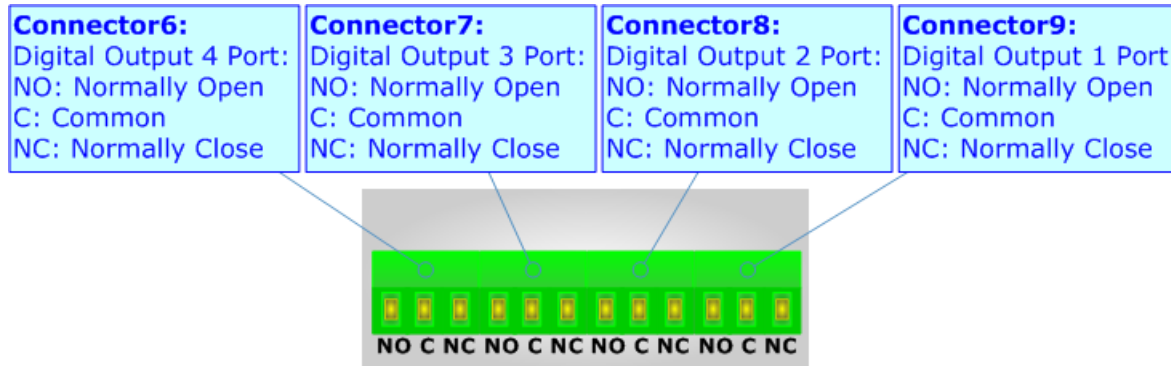 Connector6:
Digital Output 4 Port:
NO: Normally Open
C: Common
NC: Normally Close
Connector7:
Digital Output 3 Port:
NO: Normally Open
C: Common
NC: Normally Close
Connector8:
Digital Output 2 Port:
NO: Normally Open
C: Common
NC: Normally Close
Connector9:
Digital Output 1 Port
NO: Normally Open
C: Common
NC: Normally Close
NO C NC NO C NC NO C NC NO C NC